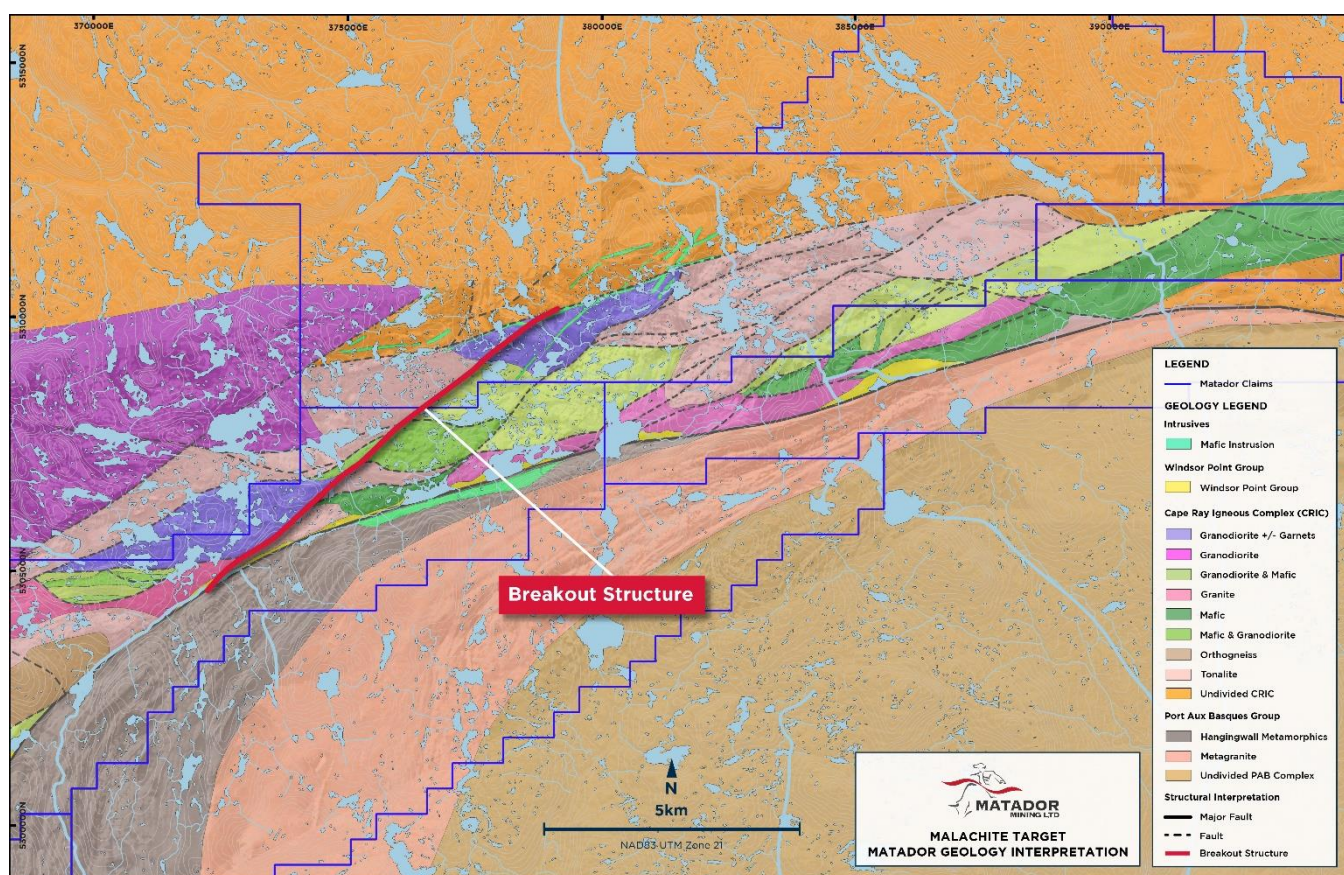 370000E
375000E
380000E
385000E
390000E
5315000N
5310000N
5305000N
5300000N
Breakout Structure
LEGEND
Matador Claims
GEOLOGY LEGEND
Intrusives
Mafic Instrusion
Windsor Point Group
Windsor Point Group
Cape Ray Igneous Complex (CRIC)
Granodiorite +/- Garnets
Granodiorite
Granodiorite & Mafic
Granite
Mafic
Mafic & Granodiorite
Orthogneiss
Tonalite
Undivided CRIC
Port Aux Basques Group
Hangingwall Metamorphics
Metagranite
Undivided PAB Complex
Structural Interpretation
Major Fault
Fault
Breakout Structure
N
5km
NAD83 UTM Zone 21
MATADOR
MINING LTD
MALACHITE TARGET
MATADOR GEOLOGY INTERPRETATION